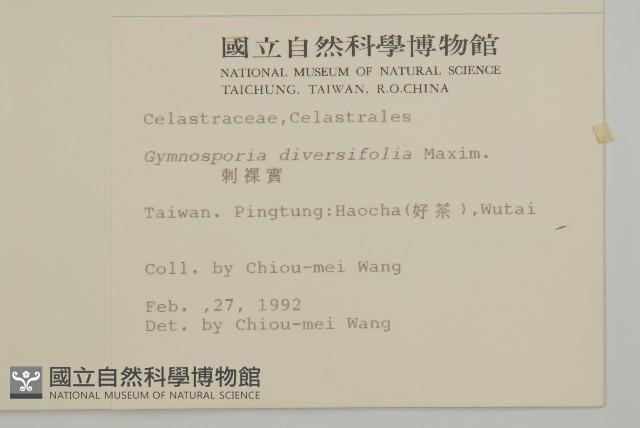 國立自然科學博物館
NATIONAL MUSEUM OF NATURAL SCIENCE
TAICHUNG, TAIWAN, R.O.CHINA
Celastraceae,Celastrales
Gymnosporia diversifolia Maxim.
刺裸實
Taiwan. Pingtung:Haocha(好茶),Wutai
Coll. by Chiou-mei Wang
Feb. ,27, 1992
Det. by Chiou-mei Wang
國立自然科學博物館
NATIONAL MUSEUM OF NATURAL SCIENCE